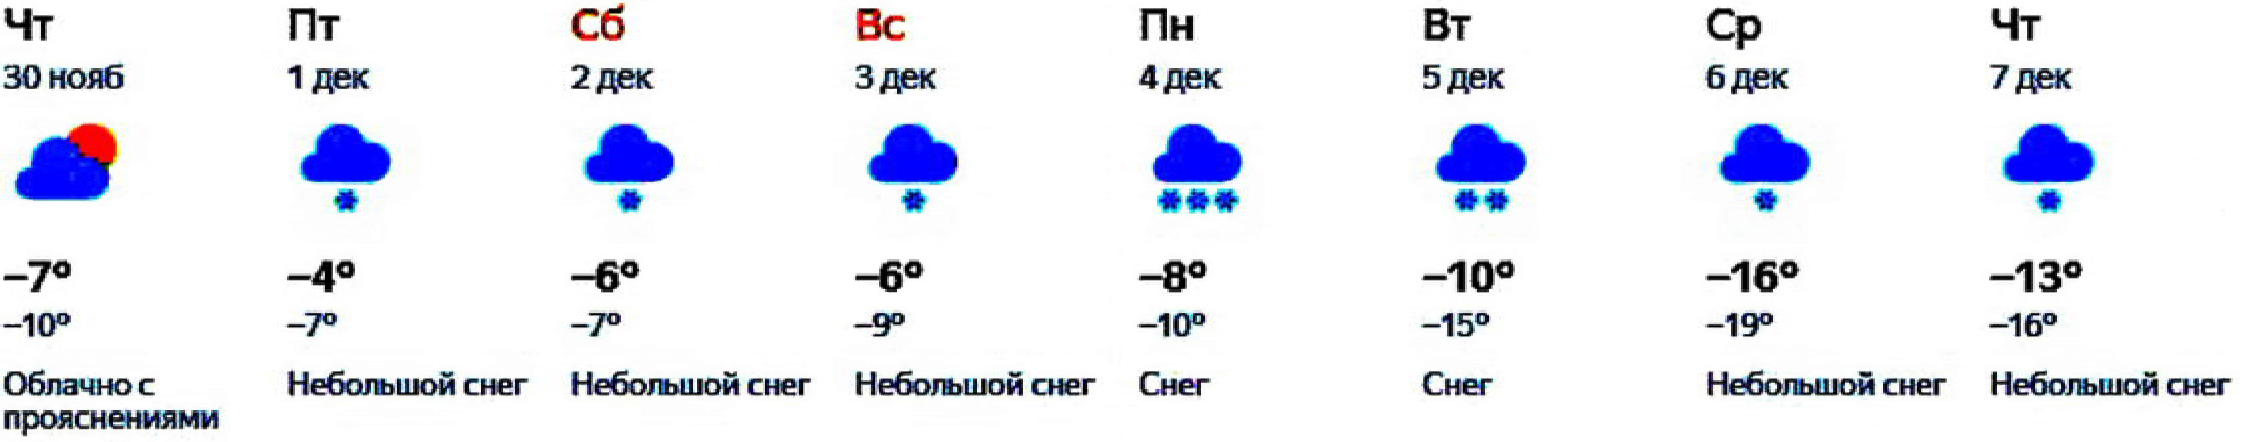 Чт Пт Сб Вс Пн Вт Ср Чт
30 нояб 1 дек 2 дек 3 дек 4 дек 5 дек 6 дек 7 дек
–7° –4° –6° –6° –8° –10° –16° –13°
–10° –7° –7° –9° –10° –15° –19° –16°
Облачно с Небольшой снег Небольшой снег Небольшой снег Снег Снег Небольшой снег Небольшой снег
прояснениями